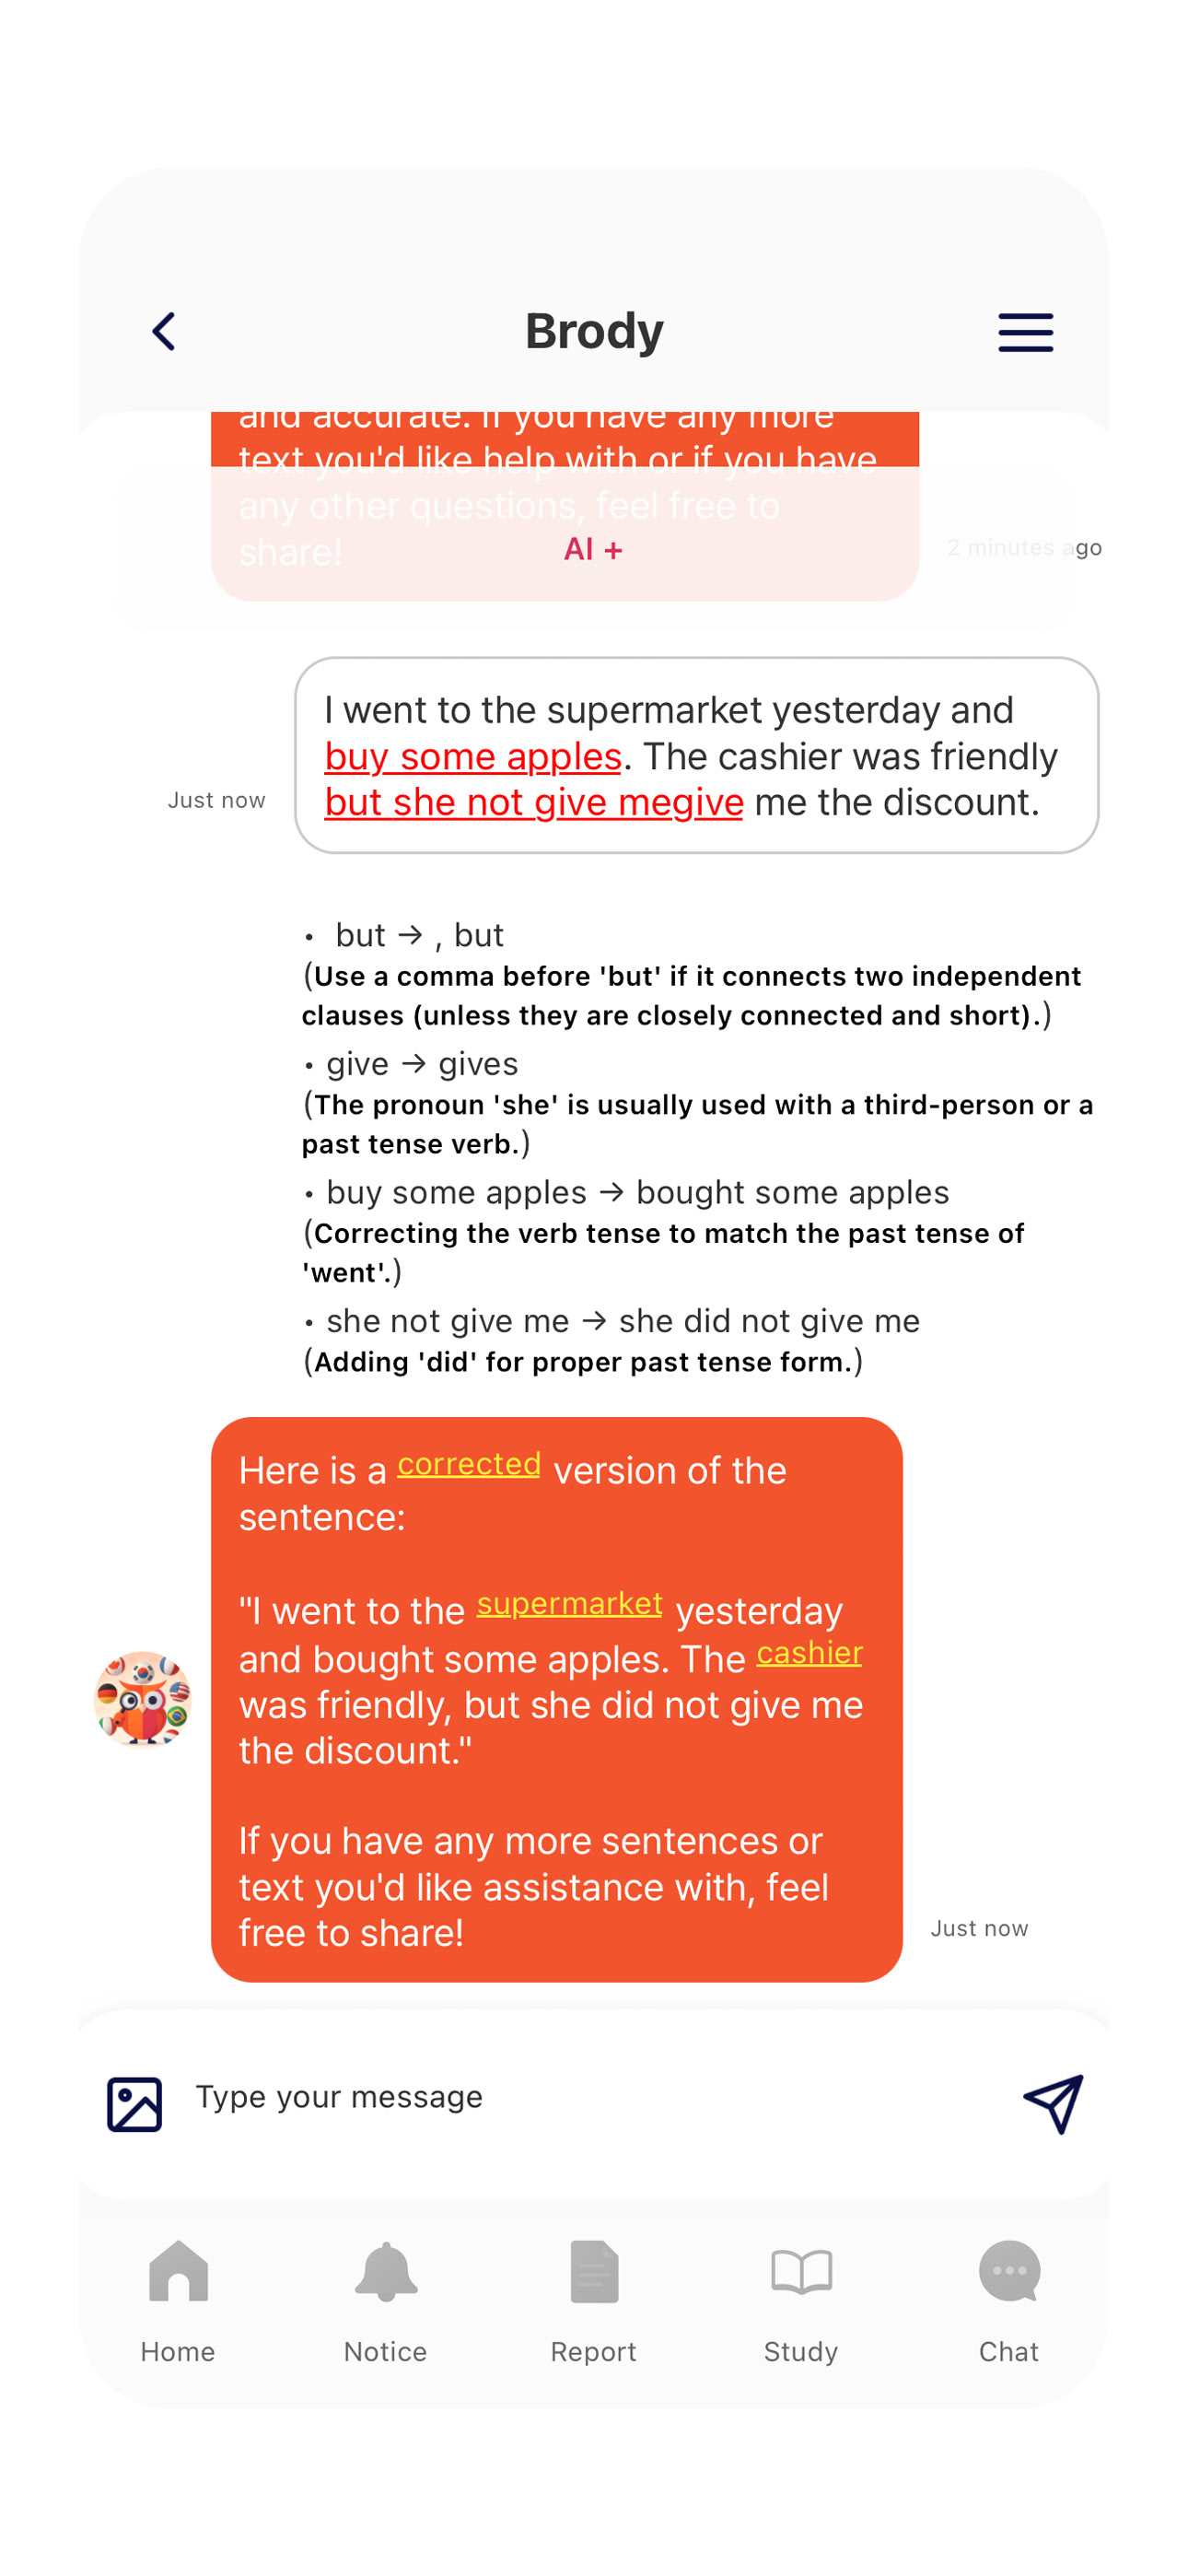 Brody
and accurate. If you have any more
text you'd like help with or if you have
any other questions, feel free to
share!
AI +
2 minutes ago
I went to the supermarket yesterday and
buy some apples. The cashier was friendly
but she not give megive me the discount.
Just now
• but → , but
(Use a comma before 'but' if it connects two independent
clauses (unless they are closely connected and short).)
• give → gives
(The pronoun 'she' is usually used with a third-person or a
past tense verb.)
• buy some apples → bought some apples
(Correcting the verb tense to match the past tense of
'went'.)
• she not give me → she did not give me
(Adding 'did' for proper past tense form.)
Here is a corrected version of the
sentence:
"I went to the supermarket yesterday
and bought some apples. The cashier
was friendly, but she did not give me
the discount."
If you have any more sentences or
text you'd like assistance with, feel
free to share!
Just now
Type your message
Home
Notice
Report
Study
Chat